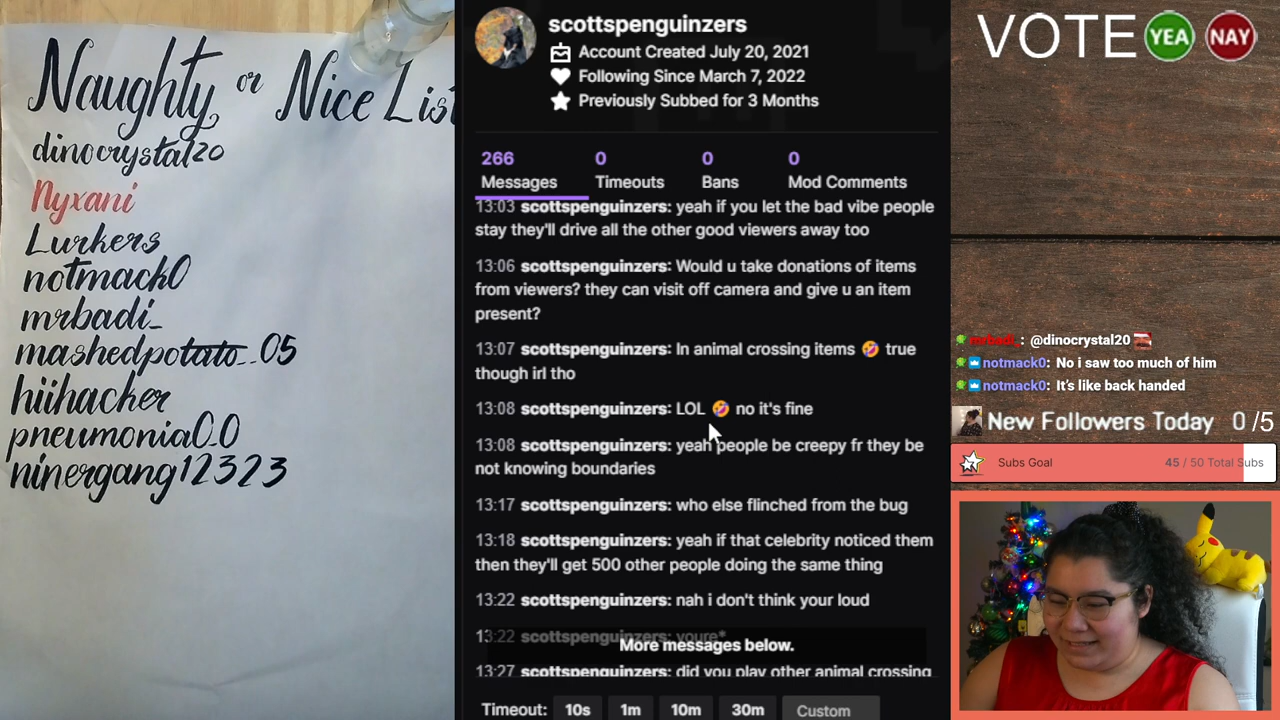 Naughty or Nice List
dinocrystal20
Nyxani
Lurkers
notmack0
mrbadi_
mashedpotato_05
hiihacker
pneumonia0_0
ninergang12323
scottspenguinzers
Account Created July 20, 2021
Following Since March 7, 2022
Previously Subbed for 3 Months
266 0 0 0
Messages Timeouts Bans Mod Comments
13:03 scottspenguinzers: yeah if you let the bad vibe people
stay they'll drive all the other good viewers away too
13:06 scottspenguinzers: Would u take donations of items
from viewers? they can visit off camera and give u an item
present?
13:07 scottspenguinzers: In animal crossing items 🤣 true
though irl tho
13:08 scottspenguinzers: LOL 🤣 no it's fine
13:08 scottspenguinzers: yeah people be creepy fr they be
not knowing boundaries
13:17 scottspenguinzers: who else flinched from the bug
13:18 scottspenguinzers: yeah if that celebrity noticed them
then they'll get 500 other people doing the same thing
13:22 scottspenguinzers: nah i don't think your loud
13:22 scottspenguinzers: youre*
More messages below.
13:27 scottspenguinzers: did you play other animal crossing
Timeout: 10s 1m 10m 30m Custom
VOTE YEA NAY
mrbadi_: @dinocrystal20
notmack0: No i saw too much of him
notmack0: It's like back handed
New Followers Today 0 /5
Subs Goal 45 / 50 Total Subs